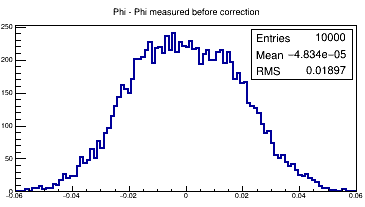 Phi - Phi measured before correction
Entries 10000
Mean −4.834e−05
RMS 0.01897
250
200
150
100
50
0
−0.06 −0.04 −0.02 0 0.02 0.04 0.06